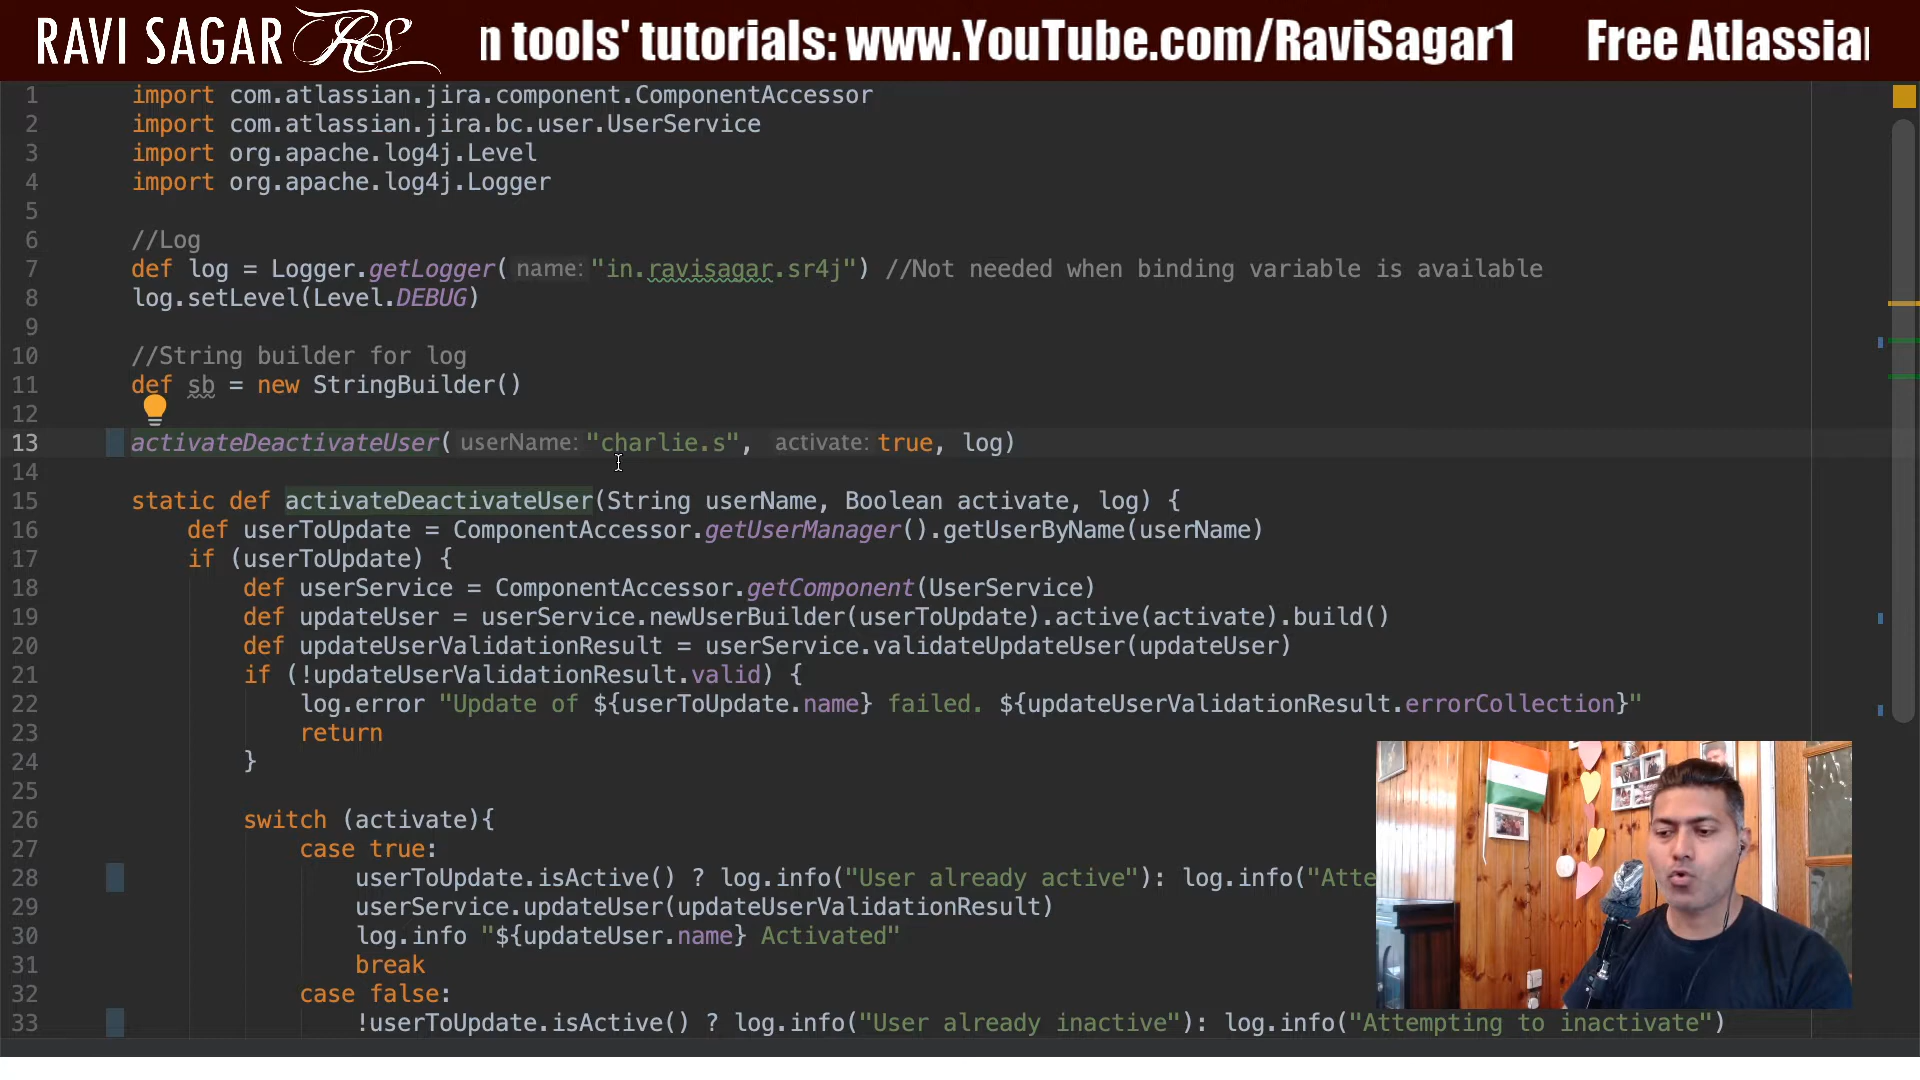 RAVI SAGAR RS n tools' tutorials: www.YouTube.com/RaviSagar1 Free Atlassian
1 import com.atlassian.jira.component.ComponentAccessor
2 import com.atlassian.jira.bc.user.UserService
3 import org.apache.log4j.Level
4 import org.apache.log4j.Logger
5
6 //Log
7 def log = Logger.getLogger( name: "in.ravisagar.sr4j") //Not needed when binding variable is available
8 log.setLevel(Level.DEBUG)
9
10 //String builder for log
11 def sb = new StringBuilder()
12
13 activateDeactivateUser( userName: "charlie.s", activate: true, log)
14
15 static def activateDeactivateUser(String userName, Boolean activate, log) {
16 def userToUpdate = ComponentAccessor.getUserManager().getUserByName(userName)
17 if (userToUpdate) {
18 def userService = ComponentAccessor.getComponent(UserService)
19 def updateUser = userService.newUserBuilder(userToUpdate).active(activate).build()
20 def updateUserValidationResult = userService.validateUpdateUser(updateUser)
21 if (!updateUserValidationResult.valid) {
22 log.error "Update of ${userToUpdate.name} failed. ${updateUserValidationResult.errorCollection}"
23 return
24 }
25
26 switch (activate){
27 case true:
28 userToUpdate.isActive() ? log.info("User already active"): log.info("Atte
29 userService.updateUser(updateUserValidationResult)
30 log.info "${updateUser.name} Activated"
31 break
32 case false:
33 !userToUpdate.isActive() ? log.info("User already inactive"): log.info("Attempting to inactivate")